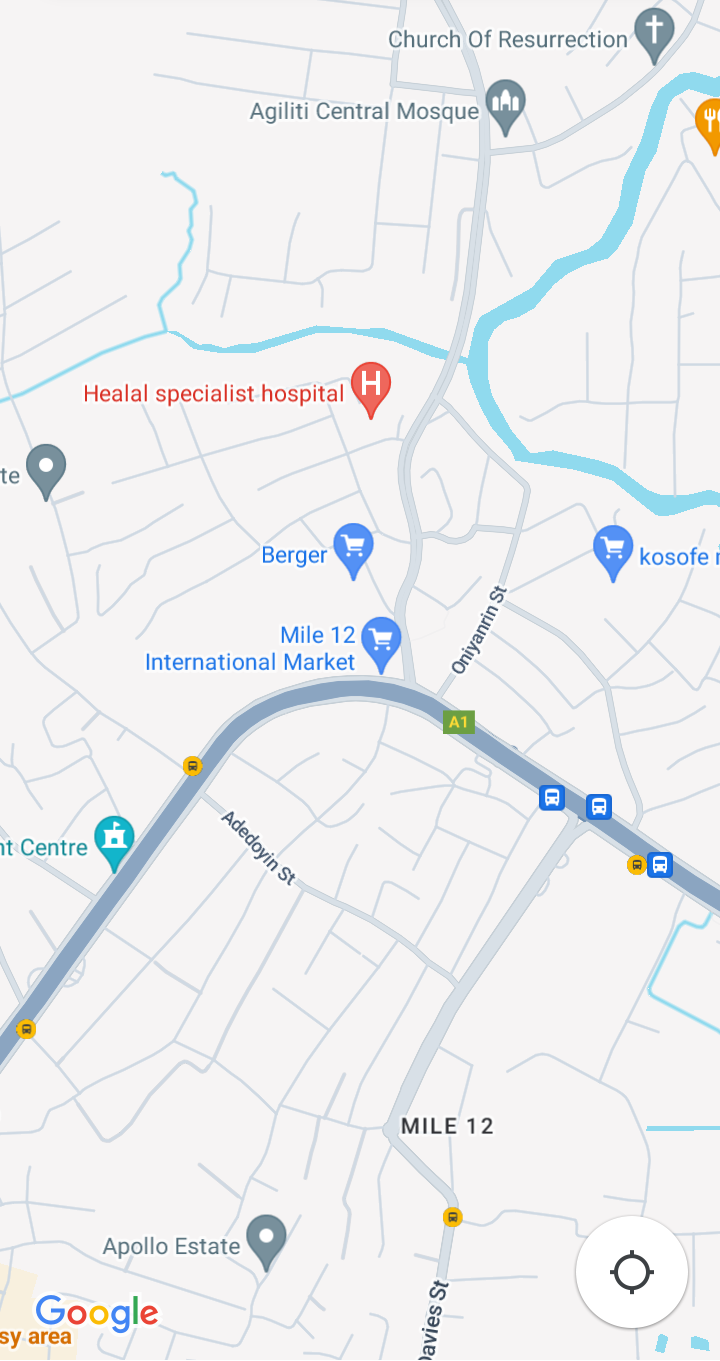 Church Of Resurrection
Agiliti Central Mosque
H
Healal specialist hospital
te
Berger
kosofe r
Mile 12
International Market
Oniyanrin St
A1
Adedoyin St
nt Centre
MILE 12
Apollo Estate
Davies St
Google
sy area